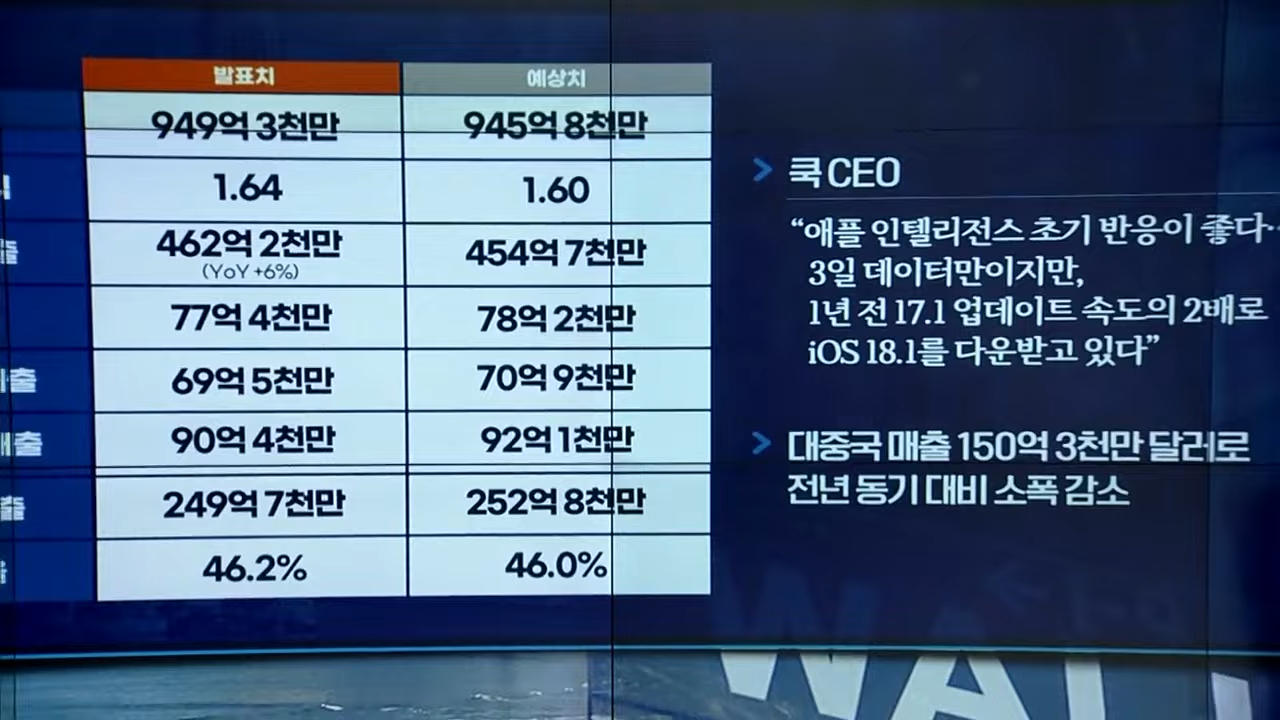 발표치 예상치
949억 3천만 945억 8천만
1.64 1.60
462억 2천만 454억 7천만
(YoY +6%)
77억 4천만 78억 2천만
출 69억 5천만 70억 9천만
매출 90억 4천만 92억 1천만
출 249억 7천만 252억 8천만
46.2% 46.0%
쿡 CEO
“애플 인텔리전스 초기 반응이 좋다…
3일 데이터만이지만,
1년 전 17.1 업데이트 속도의 2배로
iOS 18.1를 다운받고 있다”
대중국 매출 150억 3천만 달러로
전년 동기 대비 소폭 감소